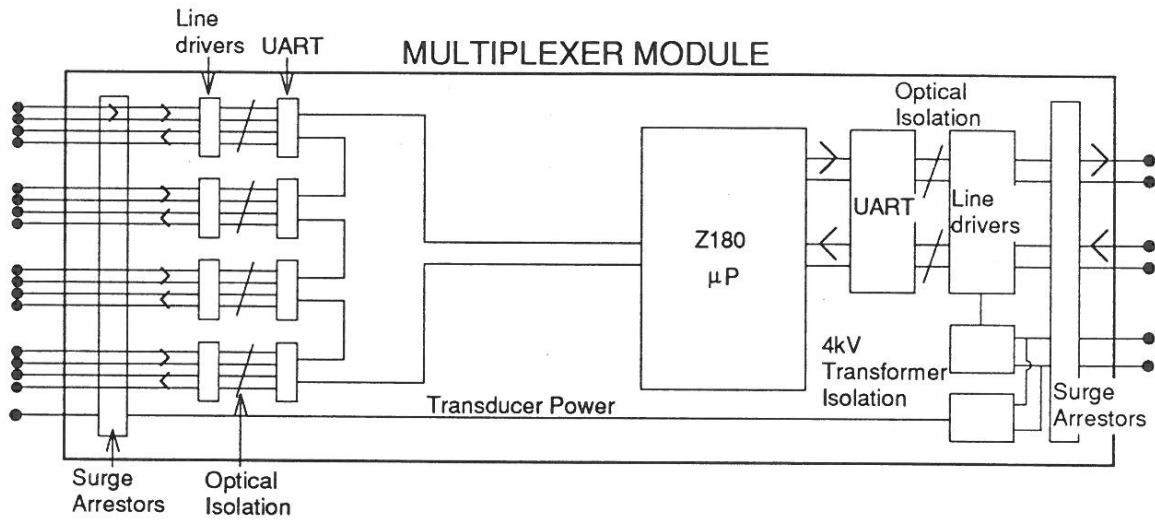 Line
drivers
UART
MULTIPLEXER MODULE
Optical
Isolation
Z180
µP
UART
Line
drivers
4kV
Transformer
Isolation
Transducer Power
Surge
Arrestors
Surge
Arrestors
Optical
Isolation